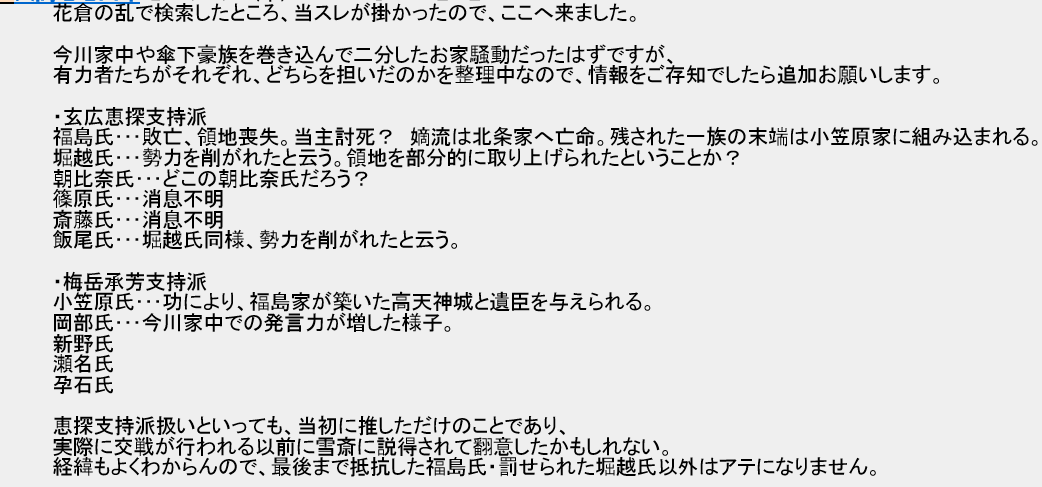 花倉の乱で検索したところ、当スレが掛かったので、ここへ来ました。
今川家中や傘下豪族を巻き込んで二分したお家騒動だったはずですが、
有力者たちがそれぞれ、どちらを担いだのかを整理中なので、情報をご存知でしたら追加お願いします。
・玄広恵探支持派
福島氏･･･敗亡、領地喪失。当主討死？　嫡流は北条家へ亡命。残された一族の末端は小笠原家に組み込まれる。
堀越氏･･･勢力を削がれたと云う。領地を部分的に取り上げられたということか？
朝比奈氏･･･どこの朝比奈氏だろう？
篠原氏･･･消息不明
斎藤氏･･･消息不明
飯尾氏･･･堀越氏同様、勢力を削がれたと云う。
・梅岳承芳支持派
小笠原氏･･･功により、福島家が築いた高天神城と遺臣を与えられる。
岡部氏･･･今川家中での発言力が増した様子。
新野氏
瀬名氏
孕石氏
恵探支持派扱いといっても、当初に推しただけのことであり、
実際に交戦が行われる以前に雪斎に説得されて翻意したかもしれない。
経緯もよくわからんので、最後まで抵抗した福島氏・罰せられた堀越氏以外はアテになりません。